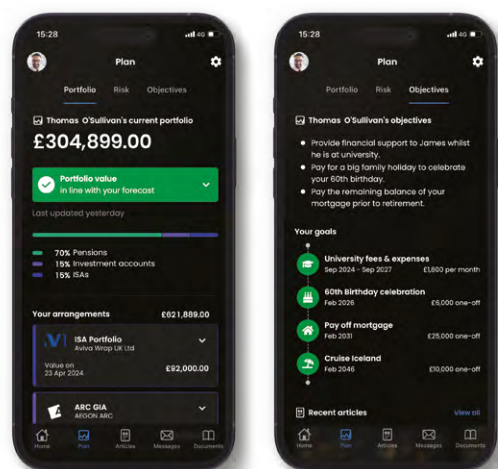 15:28
4G
Plan
Portfolio Risk Objectives
Thomas O'Sullivan's current portfolio
£304,899.00
Portfolio value
in line with your forecast
Last updated yesterday
70% Pensions
15% Investment accounts
15% ISAs
Your arrangements £621,889.00
ISA Portfolio
Aviva Wrap UK Ltd
Value on
23 Apr 2024 £92,000.00
ARC GIA
AEGON ARC
Home Plan Articles Messages Documents
15:28
4G
Plan
Portfolio Risk Objectives
Thomas O'Sullivan's objectives
• Provide financial support to James whilst
he is at university.
• Pay for a big family holiday to celebrate
your 60th birthday.
• Pay the remaining balance of your
mortgage prior to retirement.
Your goals
University fees & expenses
Sep 2024 - Sep 2027 £1,800 per month
60th Birthday celebration
Feb 2026 £6,000 one-off
Pay off mortgage
Feb 2031 £25,000 one-off
Cruise Iceland
Feb 2046 £10,000 one-off
Recent articles View all
Home Plan Articles Messages Documents